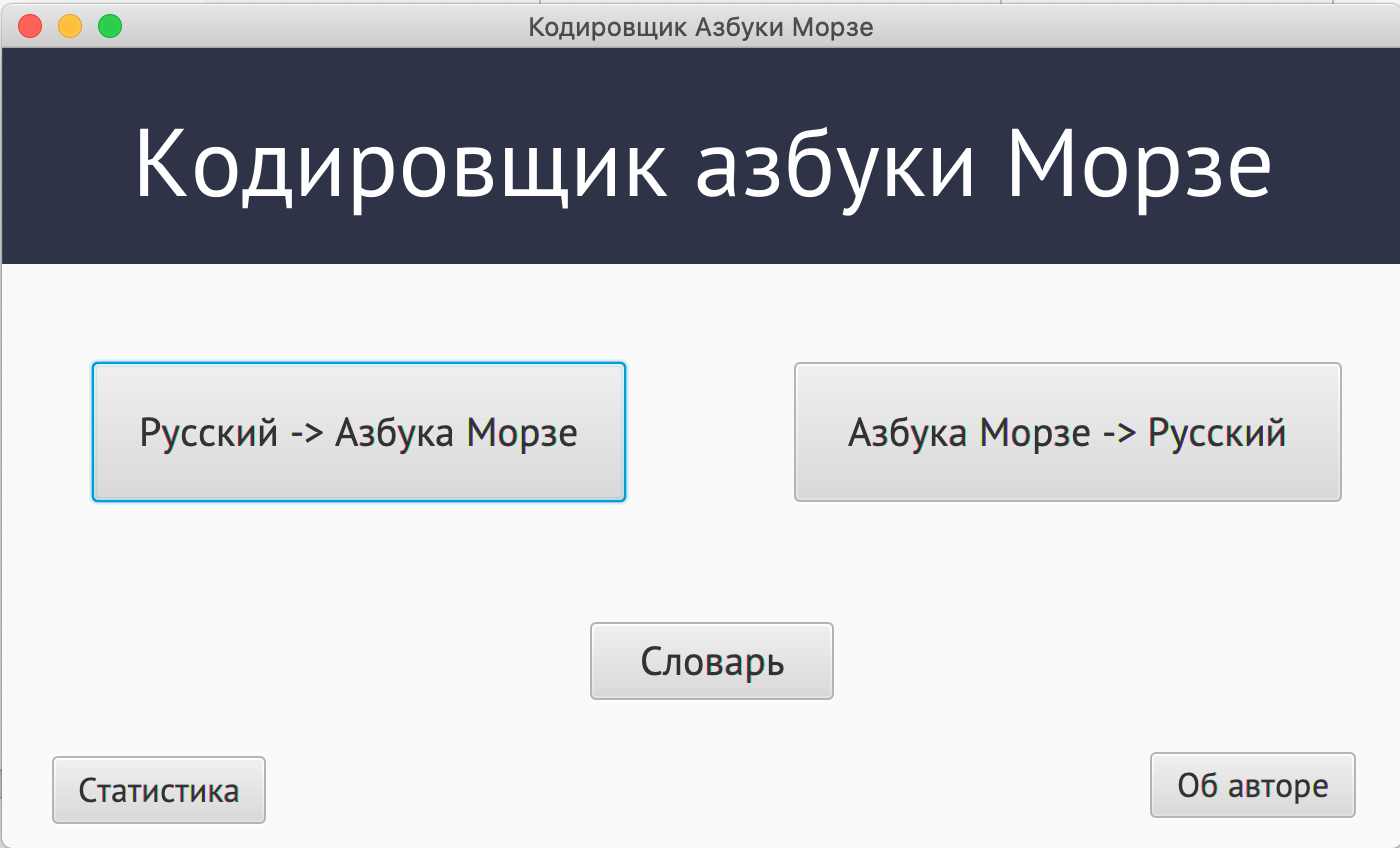 Кодировщик Азбуки Морзе
Кодировщик азбуки Морзе
Русский -> Азбука Морзе
Азбука Морзе -> Русский
Словарь
Статистика
Об авторе